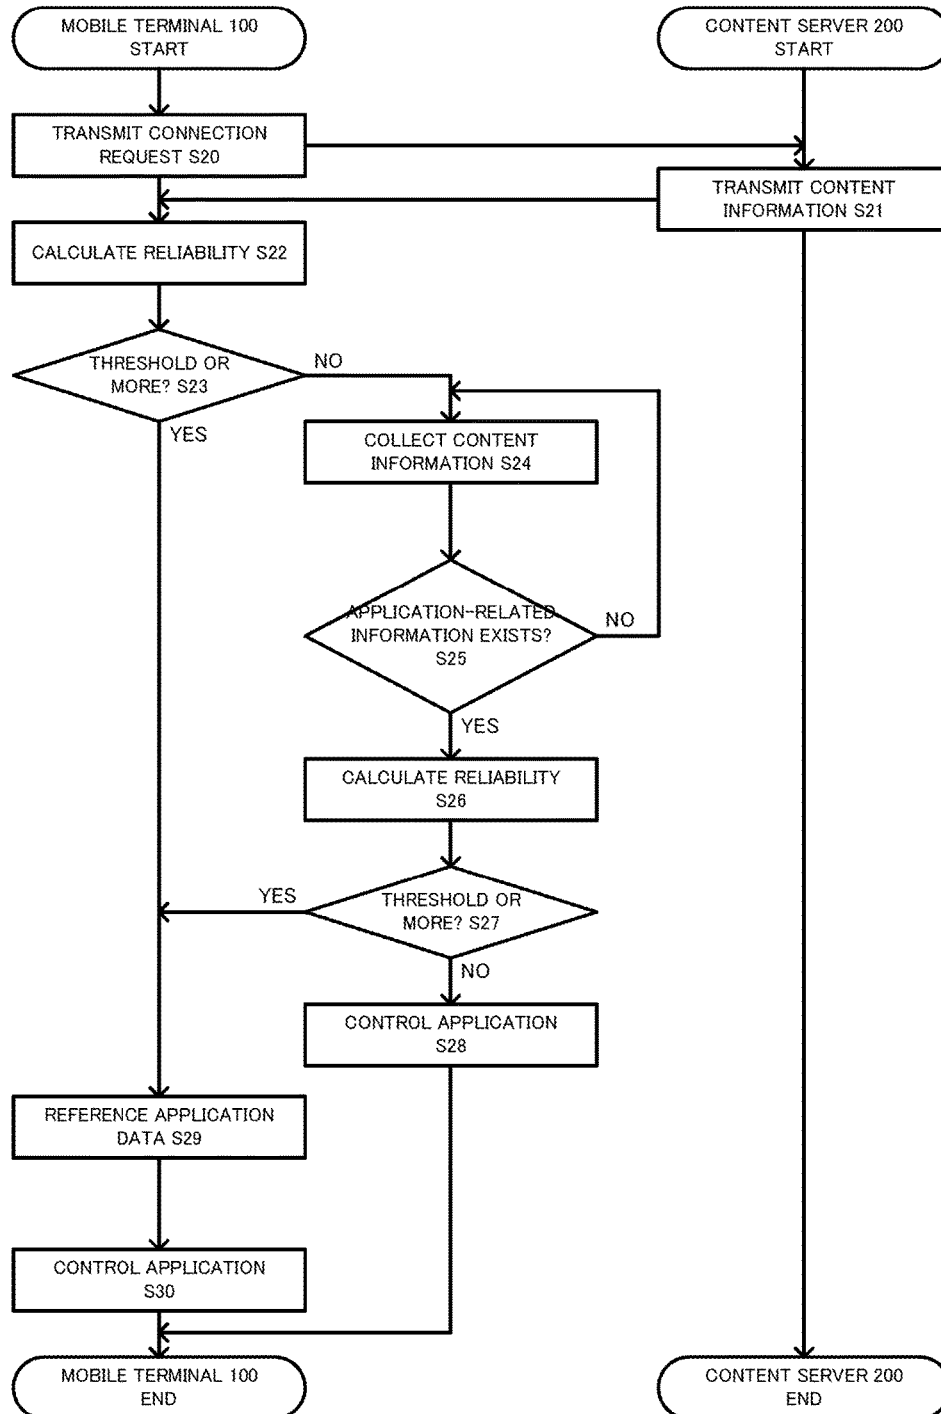 MOBILE TERMINAL 100
START
CONTENT SERVER 200
START
TRANSMIT CONNECTION
REQUEST S20
TRANSMIT CONTENT
INFORMATION S21
CALCULATE RELIABILITY S22
THRESHOLD OR
MORE? S23
NO
YES
COLLECT CONTENT
INFORMATION S24
APPLICATION-RELATED
INFORMATION EXISTS?
S25
NO
YES
CALCULATE RELIABILITY
S26
YES
THRESHOLD OR
MORE? S27
NO
CONTROL APPLICATION
S28
REFERENCE APPLICATION
DATA S29
CONTROL APPLICATION
S30
MOBILE TERMINAL 100
END
CONTENT SERVER 200
END